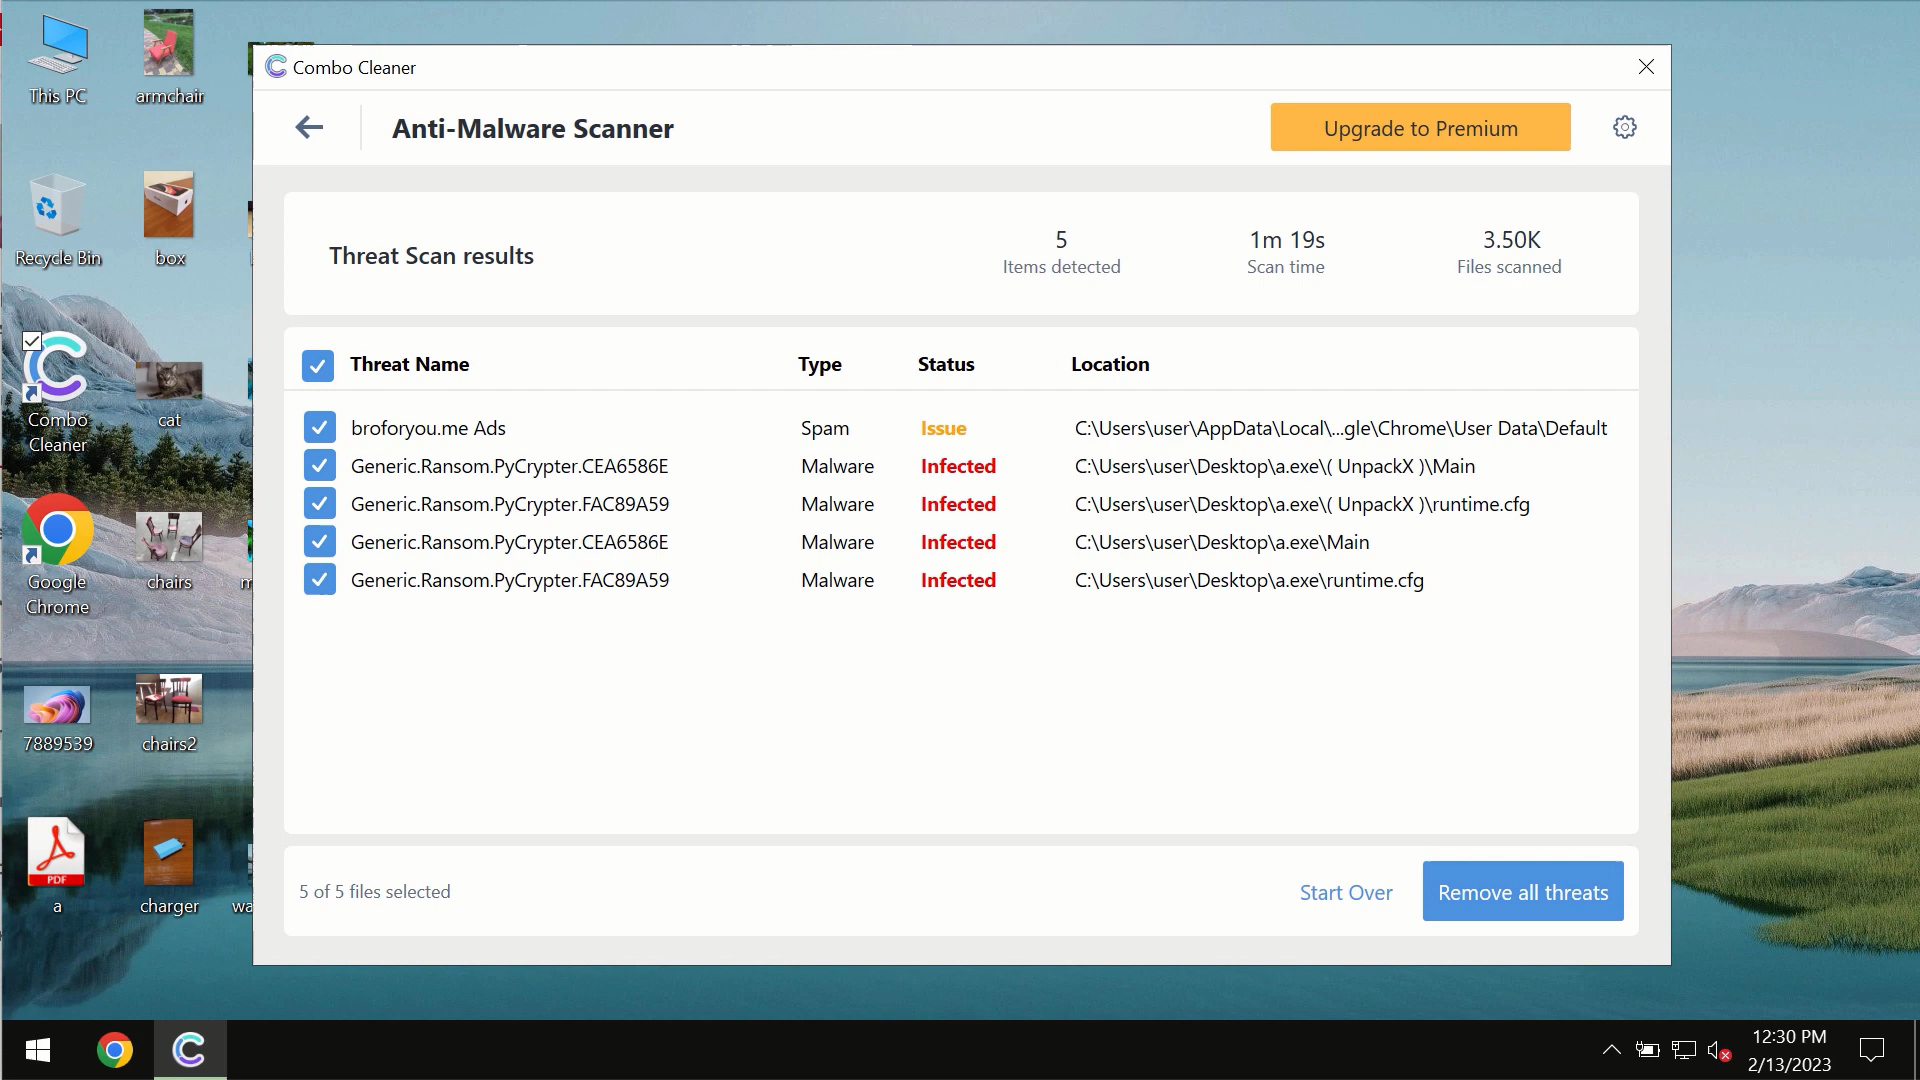 This PC
armchair
Recycle Bin
box
Combo
Cleaner
cat
Google
Chrome
chairs
7889539
chairs2
PDF
a
charger
wa
Combo Cleaner
Anti-Malware Scanner
Upgrade to Premium
Threat Scan results
5
Items detected
1m 19s
Scan time
3.50K
Files scanned
Threat Name Type Status Location
broforyou.me Ads Spam Issue C:\Users\user\AppData\Local\...gle\Chrome\User Data\Default
Generic.Ransom.PyCrypter.CEA6586E Malware Infected C:\Users\user\Desktop\a.exe\( UnpackX )\Main
Generic.Ransom.PyCrypter.FAC89A59 Malware Infected C:\Users\user\Desktop\a.exe\( UnpackX )\runtime.cfg
Generic.Ransom.PyCrypter.CEA6586E Malware Infected C:\Users\user\Desktop\a.exe\Main
Generic.Ransom.PyCrypter.FAC89A59 Malware Infected C:\Users\user\Desktop\a.exe\runtime.cfg
5 of 5 files selected
Start Over
Remove all threats
12:30 PM
2/13/2023